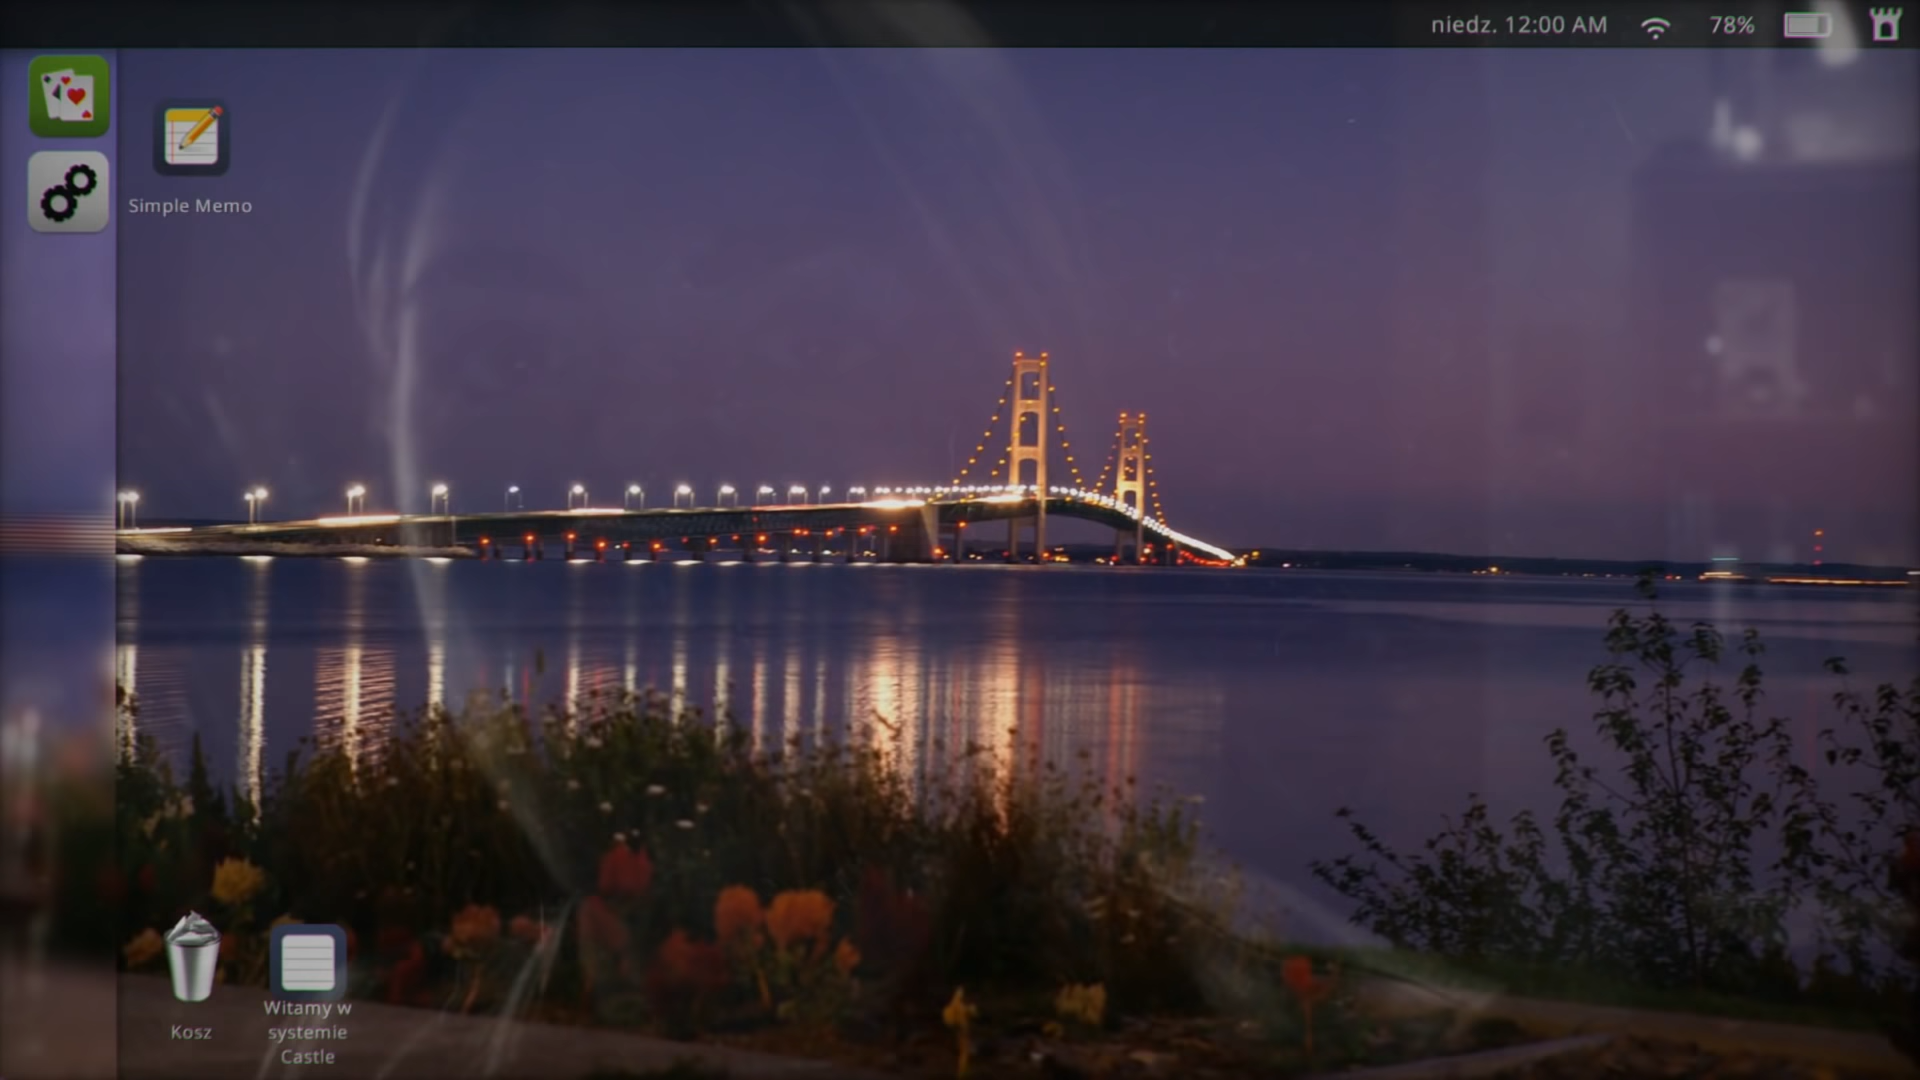 niedz. 12:00 AM 78%
Simple Memo
Kosz
Witamy w
systemie
Castle